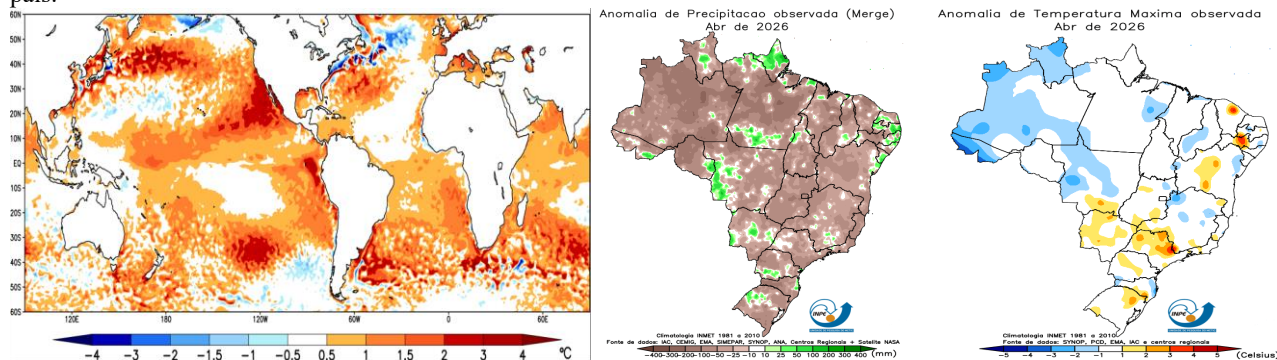 país.
60N
50N
40N
30N
20N
10N
EQ
10S
20S
30S
40S
50S
60S
120E
180
120W
60W
0
60E
−4
−3
−2
−1.5
−1
−0.5
0.5
1
1.5
2
3
4
ºC
Anomalia de Precipitacao observada (Merge)
Abr de 2026
INPE
Climatologia INMET 1981 a 2010
Fonte de dados: IAC, CEMIG, EMA, SIMEPAR, SYNOP, ANA, Centros Regionais + Satelite NASA
−400−300−200−100−50 −25 −10 10 25 50 100 200 300 400 (mm)
Anomalia de Temperatura Maxima observada
Abr de 2026
INPE
Climatologia INMET 1981 a 2010
Fonte de dados: SYNOP, PCD, EMA, IAC e centros regionais
−5 −4 −3 −2 −1 1 2 3 4 5 (Celsius)